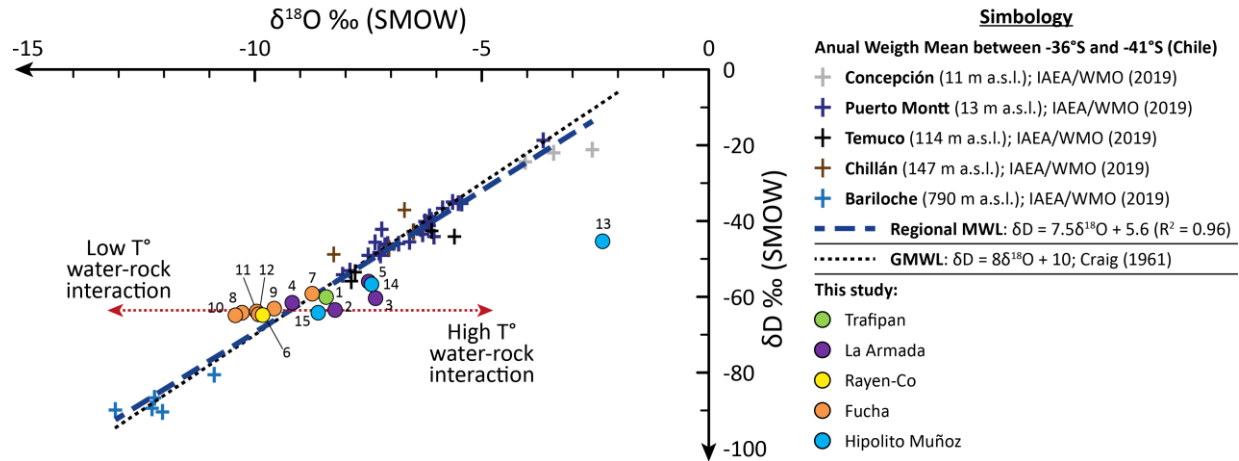 δ¹⁸O ‰ (SMOW)
-15
-10
-5
0
0
-20
-40
-60
-80
-100
δD ‰ (SMOW)
Low T°
water-rock
interaction
High T°
water-rock
interaction
13
11
12
10
8
9
7
4
1
5
14
3
2
15
6
Simbology
Anual Weigth Mean between -36°S and -41°S (Chile)
Concepción (11 m a.s.l.); IAEA/WMO (2019)
Puerto Montt (13 m a.s.l.); IAEA/WMO (2019)
Temuco (114 m a.s.l.); IAEA/WMO (2019)
Chillán (147 m a.s.l.); IAEA/WMO (2019)
Bariloche (790 m a.s.l.); IAEA/WMO (2019)
Regional MWL: δD = 7.5δ¹⁸O + 5.6 (R² = 0.96)
GMWL: δD = 8δ¹⁸O + 10; Craig (1961)
This study:
Trafipan
La Armada
Rayen-Co
Fucha
Hipolito Muñoz